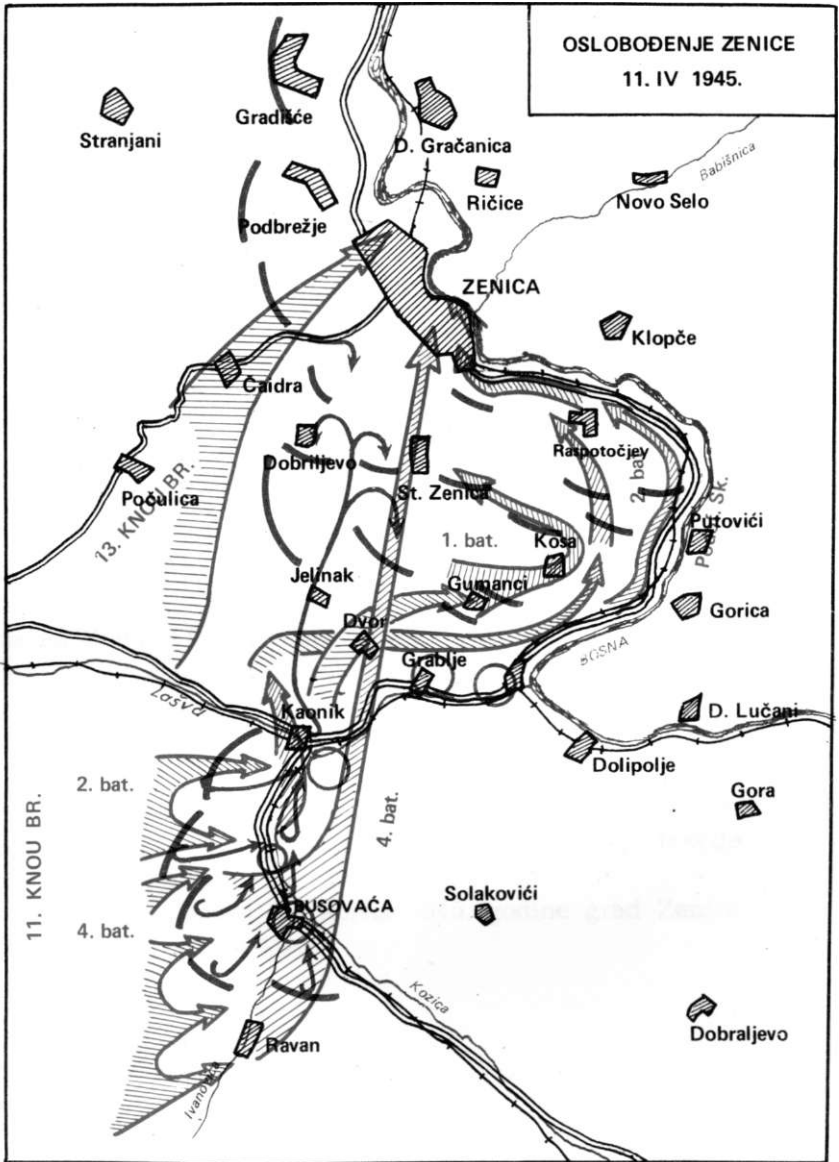 OSLOBOĐENJE ZENICE
11. IV 1945.
Stranjani
Gradišće
D. Gračanica
Ričice
Novo Selo
Babišnica
Podbrežje
ZENICA
Klopče
Čaidra
Dobriljevo
Raspotočjev
Počulica
St. Zenica
2. bat.
13. KNOU BR.
1. bat.
Kosa
Putovići
Jelinak
Gumanci
Gorica
Dvor
Grablje
BOSNA
Lašva
Kaonik
D. Lučani
Dolipolje
2. bat.
Gora
4. bat.
11. KNOU BR.
BUSOVAĆA
Solakovići
4. bat.
Kozica
Ravan
Dobraljevo